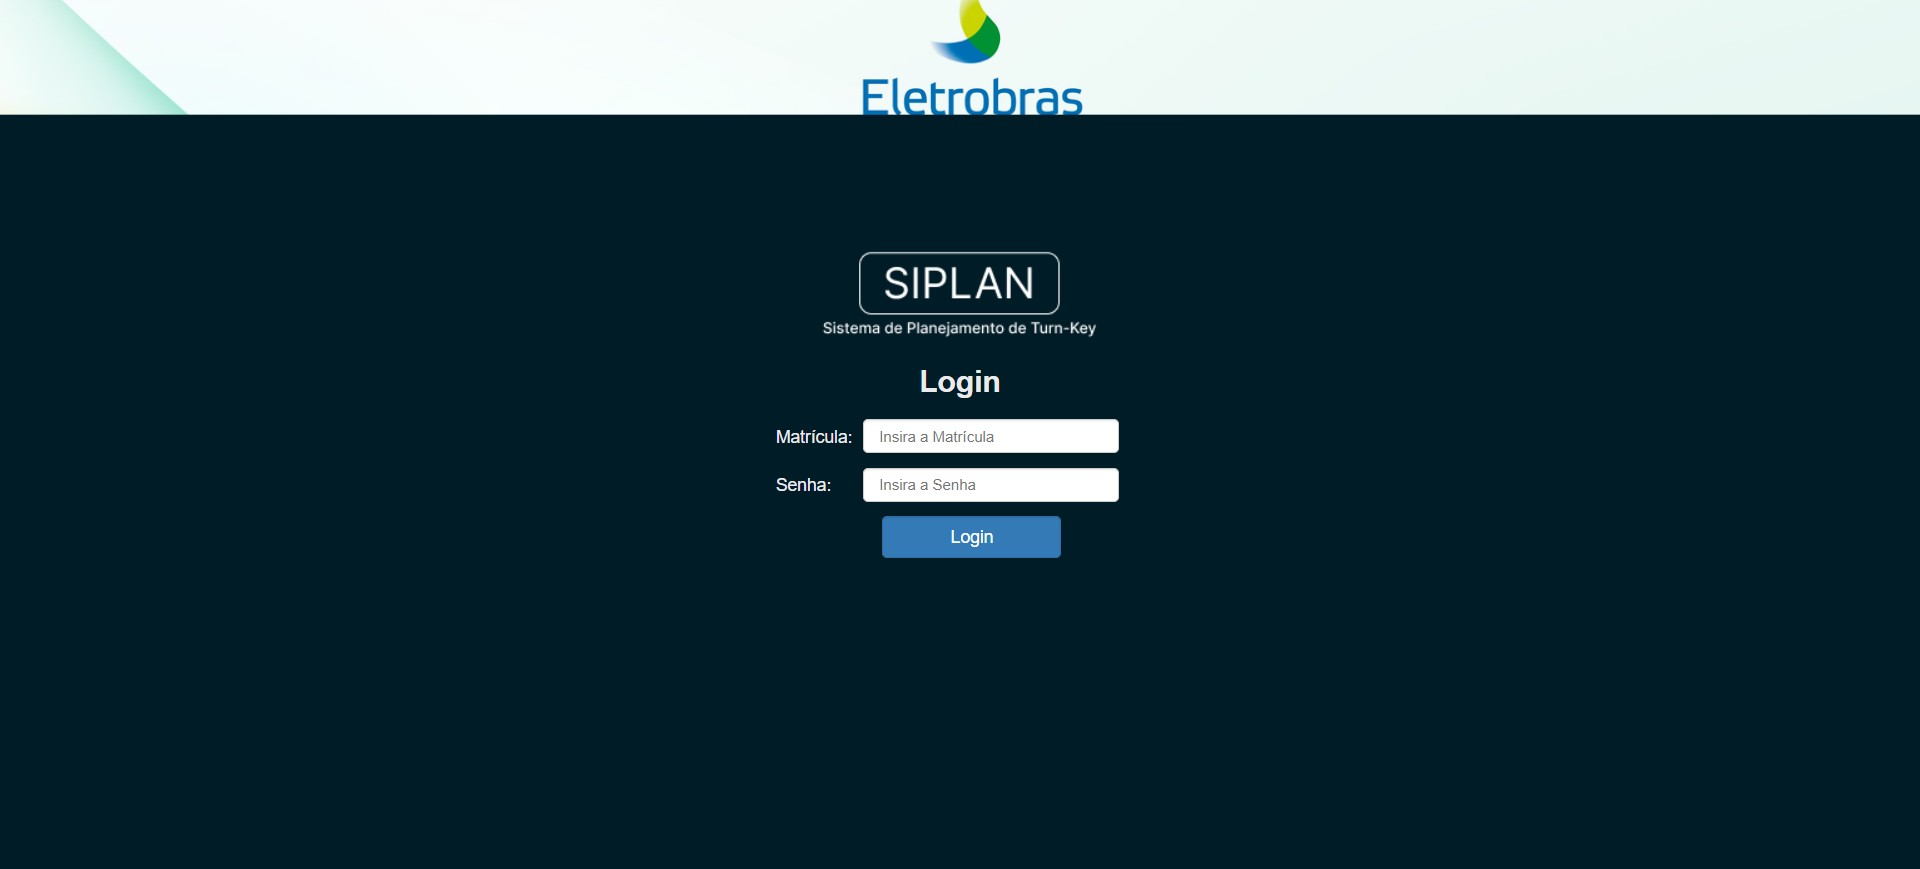 Eletrobras
SIPLAN
Sistema de Planejamento de Turn-Key
Login
Matrícula: Insira a Matrícula
Senha: Insira a Senha
Login